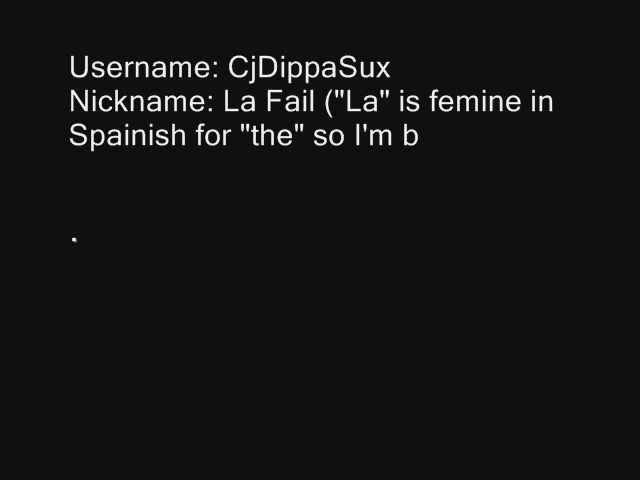 Username: CjDippaSux
Nickname: La Fail ("La" is femine in
Spainish for "the" so I'm b
.